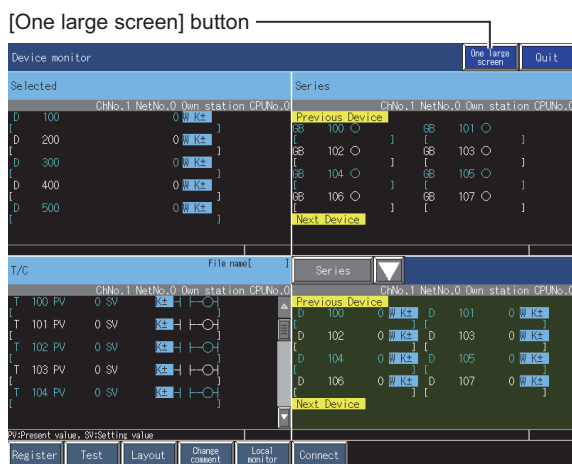 [One large screen] button
Device monitor
One large screen
Quit
Selected
ChNo.1 NetNo.0 Own station CPUNo.0
D 100 0 W K±
[ ]
D 200 0 W K±
[ ]
D 300 0 W K±
[ ]
D 400 0 W K±
[ ]
D 500 0 W K±
[ ]
Series
ChNo.1 NetNo.0 Own station CPUNo.0
Previous Device
GB 100 GB 101
[ ] [ ]
GB 102 GB 103
[ ] [ ]
GB 104 GB 105
[ ] [ ]
GB 106 GB 107
[ ] [ ]
Next Device
T/C File name[ ]
ChNo.1 NetNo.0 Own station CPUNo.0
T 100 PV 0 SV K±
[ ]
T 101 PV 0 SV K±
[ ]
T 102 PV 0 SV K±
[ ]
T 103 PV 0 SV K±
[ ]
T 104 PV 0 SV K±
[ ]
PV:Present value, SV:Setting value
Series
ChNo.1 NetNo.0 Own station CPUNo.0
Previous Device
D 100 0 W K± D 101 0 W K±
[ ] [ ]
D 102 0 W K± D 103 0 W K±
[ ] [ ]
D 104 0 W K± D 105 0 W K±
[ ] [ ]
D 106 0 W K± D 107 0 W K±
[ ] [ ]
Next Device
Register Test Layout Change comment Local monitor Connect